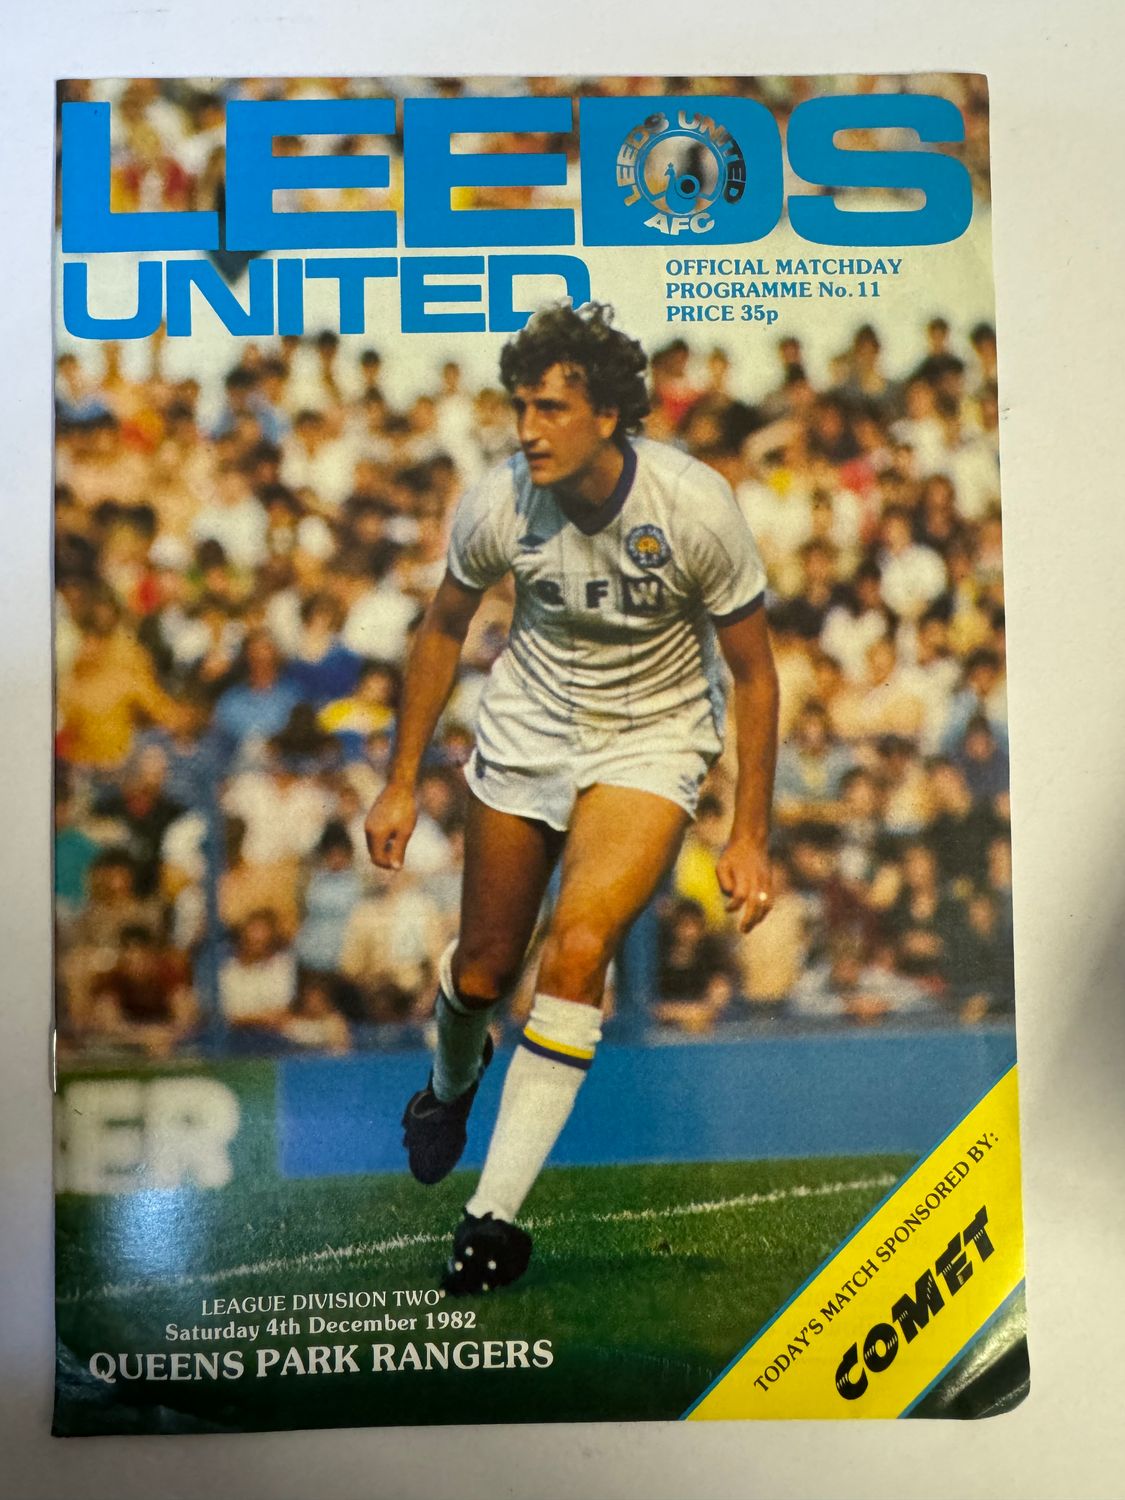 LEEDS
LEEDS UNITED
AFC
UNITED
OFFICIAL MATCHDAY
PROGRAMME No. 11
PRICE 35p
RFW
ER
TODAY'S MATCH SPONSORED BY:
COMET
LEAGUE DIVISION TWO
Saturday 4th December 1982
QUEENS PARK RANGERS